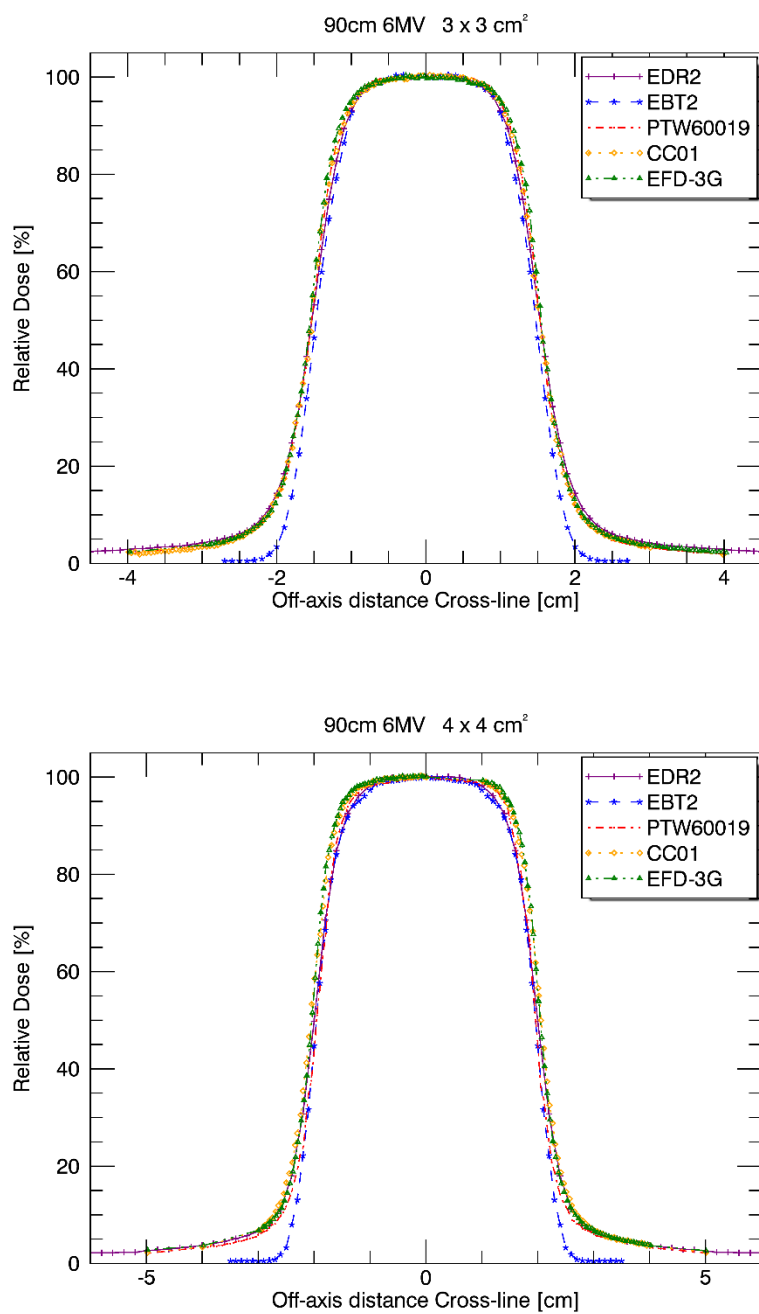 90cm 6MV 3 x 3 cm²
EDR2
EBT2
PTW60019
CC01
EFD-3G
100
80
60
40
20
0
Relative Dose [%]
-4 -2 0 2 4
Off-axis distance Cross-line [cm]
90cm 6MV 4 x 4 cm²
EDR2
EBT2
PTW60019
CC01
EFD-3G
100
80
60
40
20
0
Relative Dose [%]
-5 0 5
Off-axis distance Cross-line [cm]